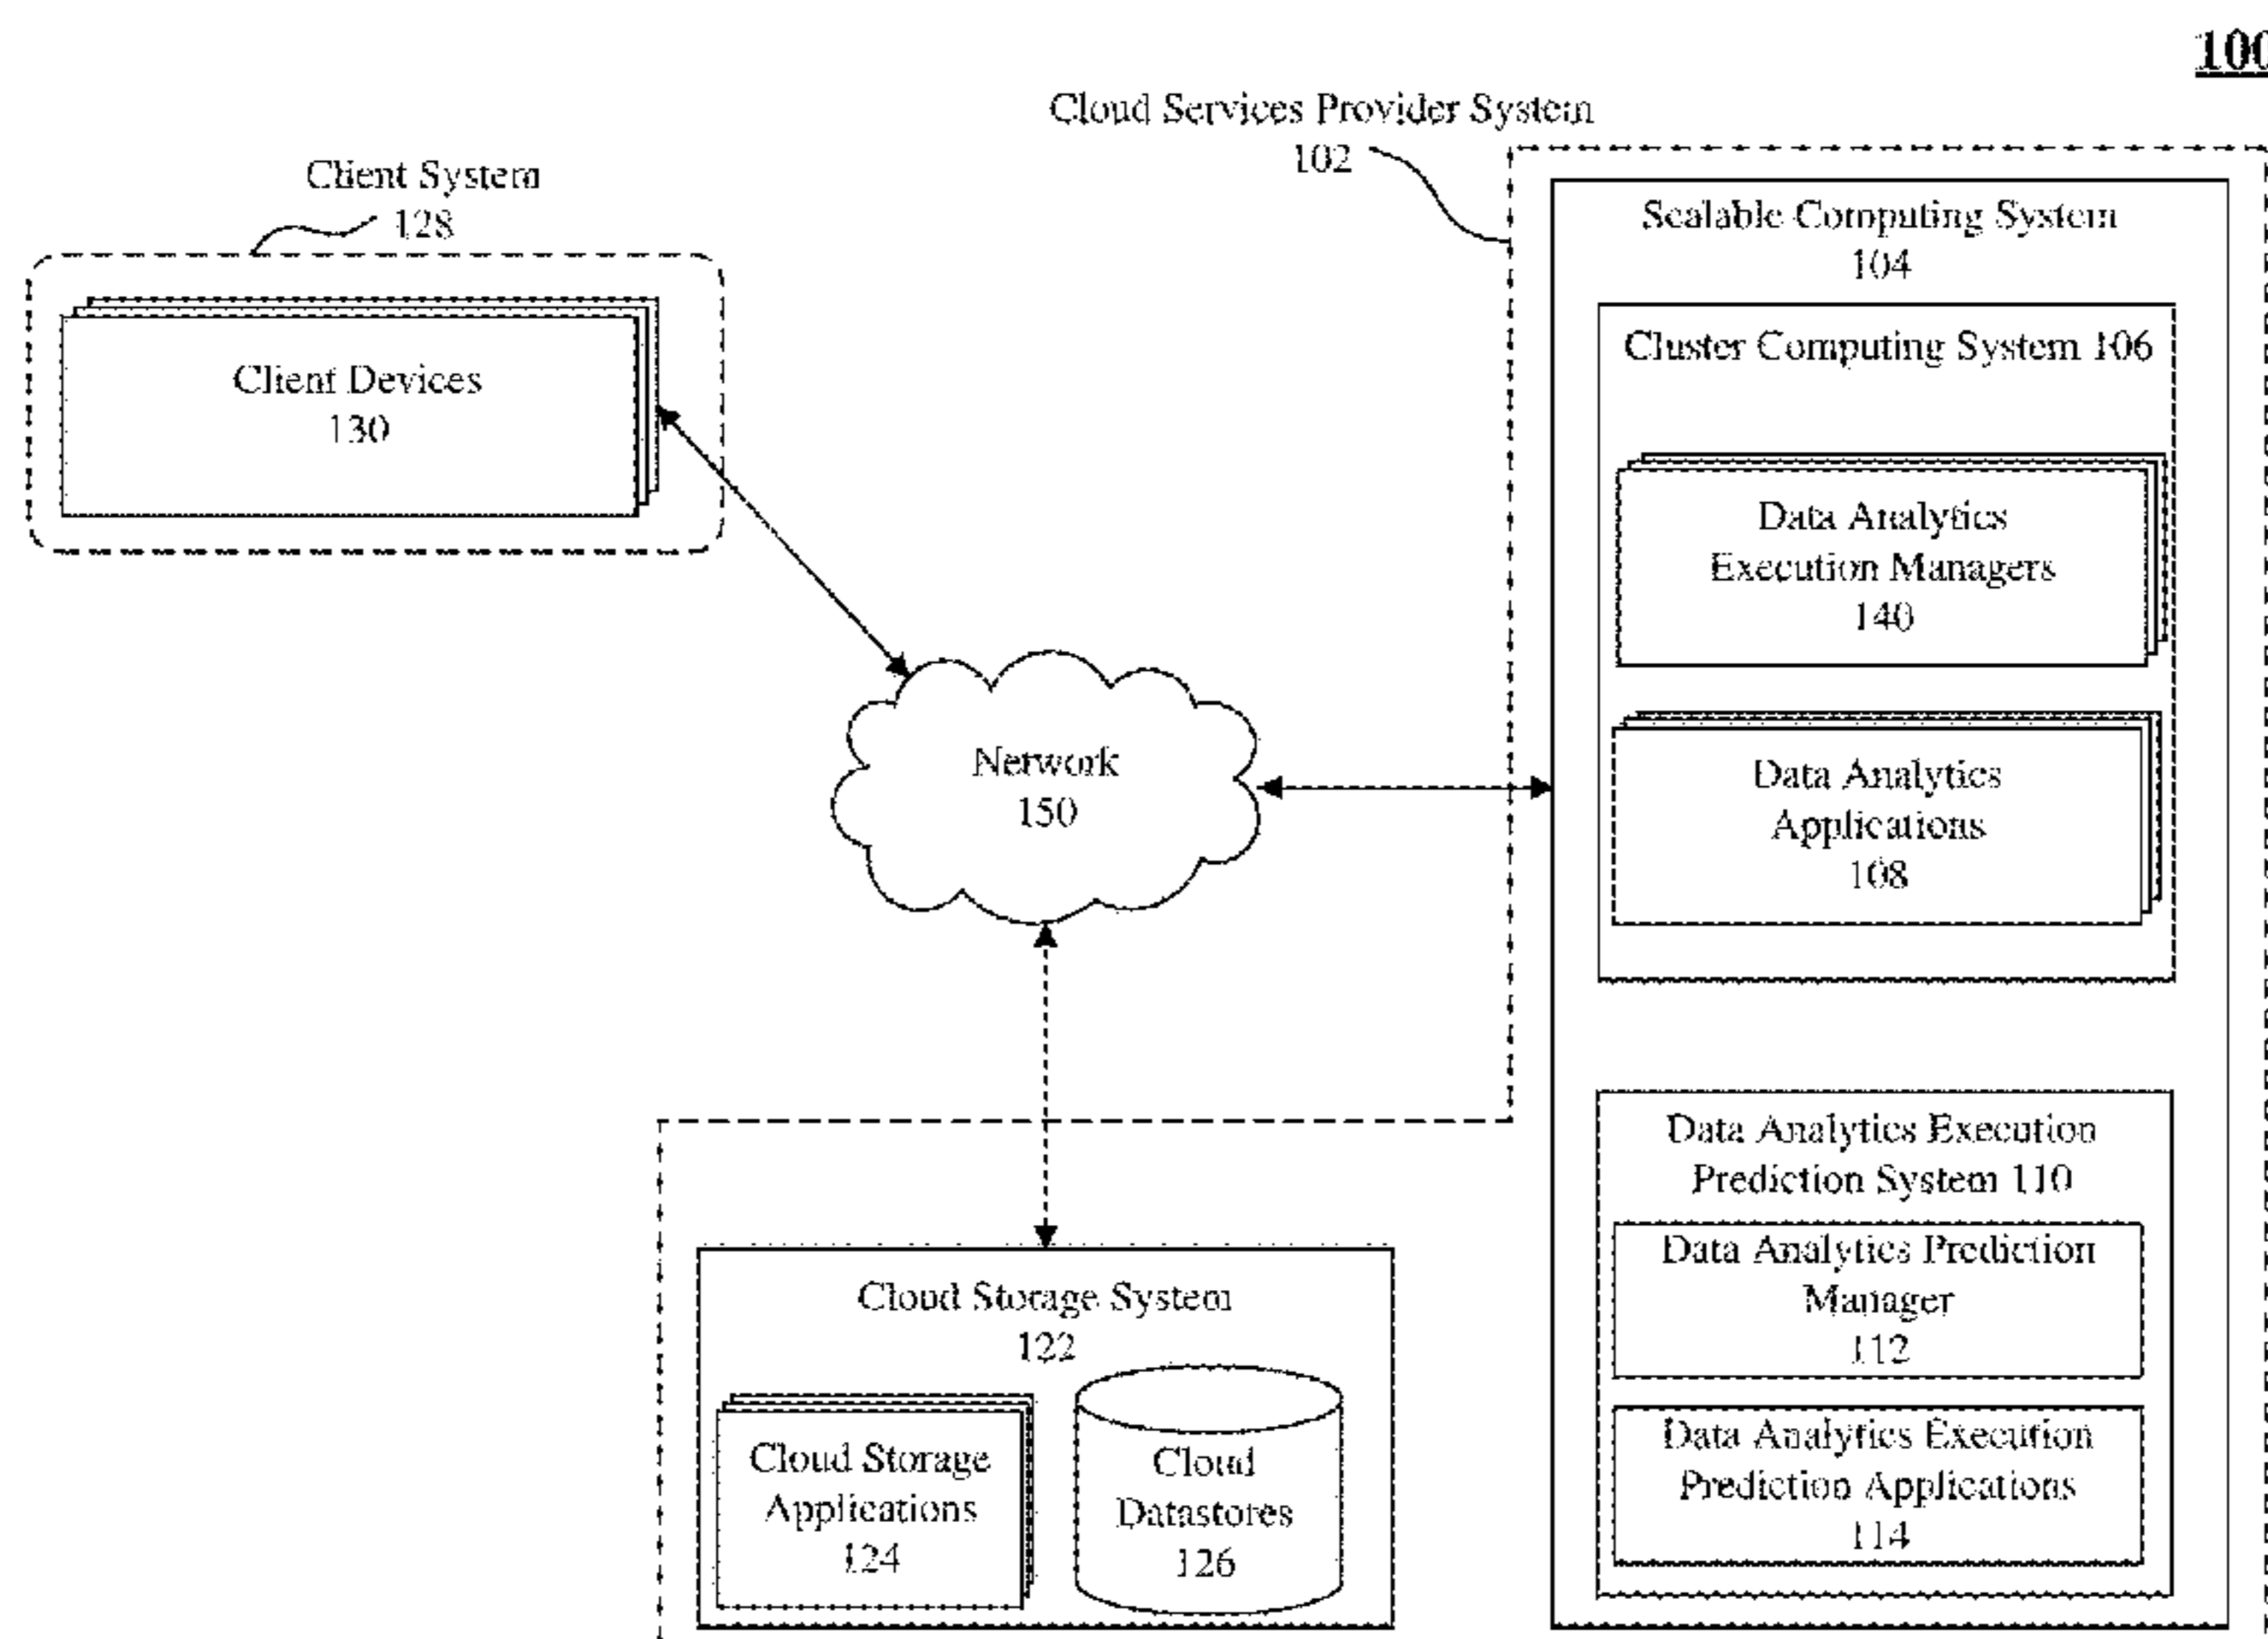 100
Cloud Services Provider System
102
Client System
128
Scalable Computing System
104
Cluster Computing System 106
Client Devices
130
Data Analytics
Execution Managers
140
Network
150
Data Analytics
Applications
108
Data Analytics Execution
Prediction System 110
Data Analytics Prediction
Manager
112
Cloud Storage System
122
Data Analytics Execution
Prediction Applications
114
Cloud Storage
Applications
124
Cloud
Datastores
126